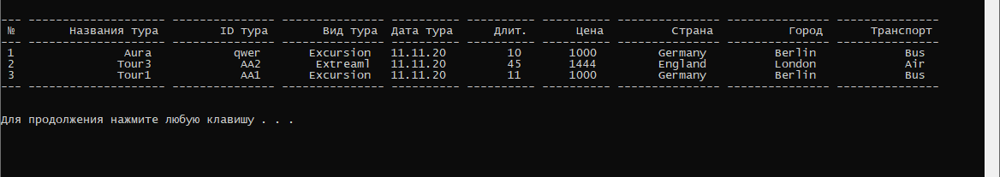 --- -------------------- --------------- ------------- ---------- ---------- ---------- --------------- --------------- ---------------
№ Названия тура ID тура Вид тура Дата тура Длит. Цена Страна Город Транспорт
--- -------------------- --------------- ------------- ---------- ---------- ---------- --------------- --------------- ---------------
1 Aura qwer Excursion 11.11.20 10 1000 Germany Berlin Bus
2 Tour3 AA2 Extreaml 11.11.20 45 1444 England London Air
3 Tour1 AA1 Excursion 11.11.20 11 1000 Germany Berlin Bus
--- -------------------- --------------- ------------- ---------- ---------- ---------- --------------- --------------- ---------------
Для продолжения нажмите любую клавишу . . .